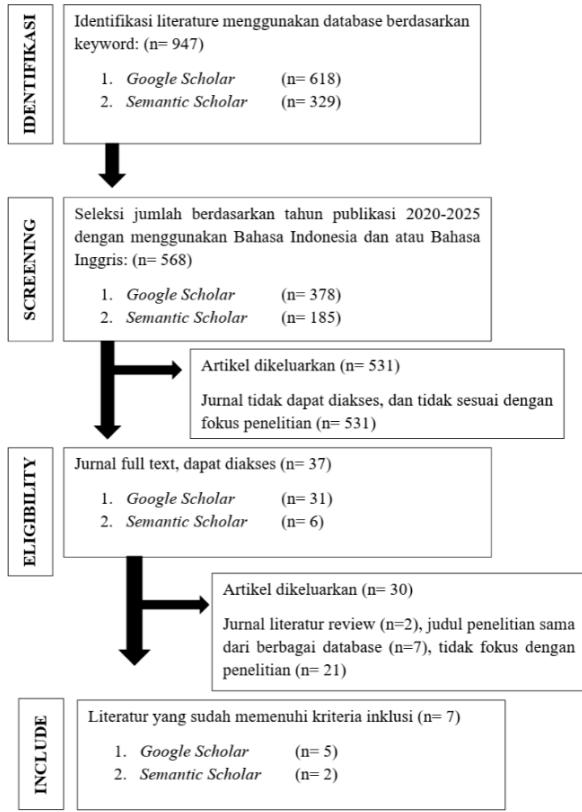 IDENTIFIKASI
Identifikasi literature menggunakan database berdasarkan
keyword: (n= 947)
1. Google Scholar (n= 618)
2. Semantic Scholar (n= 329)
SCREENING
Seleksi jumlah berdasarkan tahun publikasi 2020-2025
dengan menggunakan Bahasa Indonesia dan atau Bahasa
Inggris: (n= 568)
1. Google Scholar (n= 378)
2. Semantic Scholar (n= 185)
Artikel dikeluarkan (n= 531)
Jurnal tidak dapat diakses, dan tidak sesuai dengan
fokus penelitian (n= 531)
ELIGIBILITY
Jurnal full text, dapat diakses (n= 37)
1. Google Scholar (n= 31)
2. Semantic Scholar (n= 6)
Artikel dikeluarkan (n= 30)
Jurnal literatur review (n=2), judul penelitian sama
dari berbagai database (n=7), tidak fokus dengan
penelitian (n= 21)
INCLUDE
Literatur yang sudah memenuhi kriteria inklusi (n= 7)
1. Google Scholar (n= 5)
2. Semantic Scholar (n= 2)